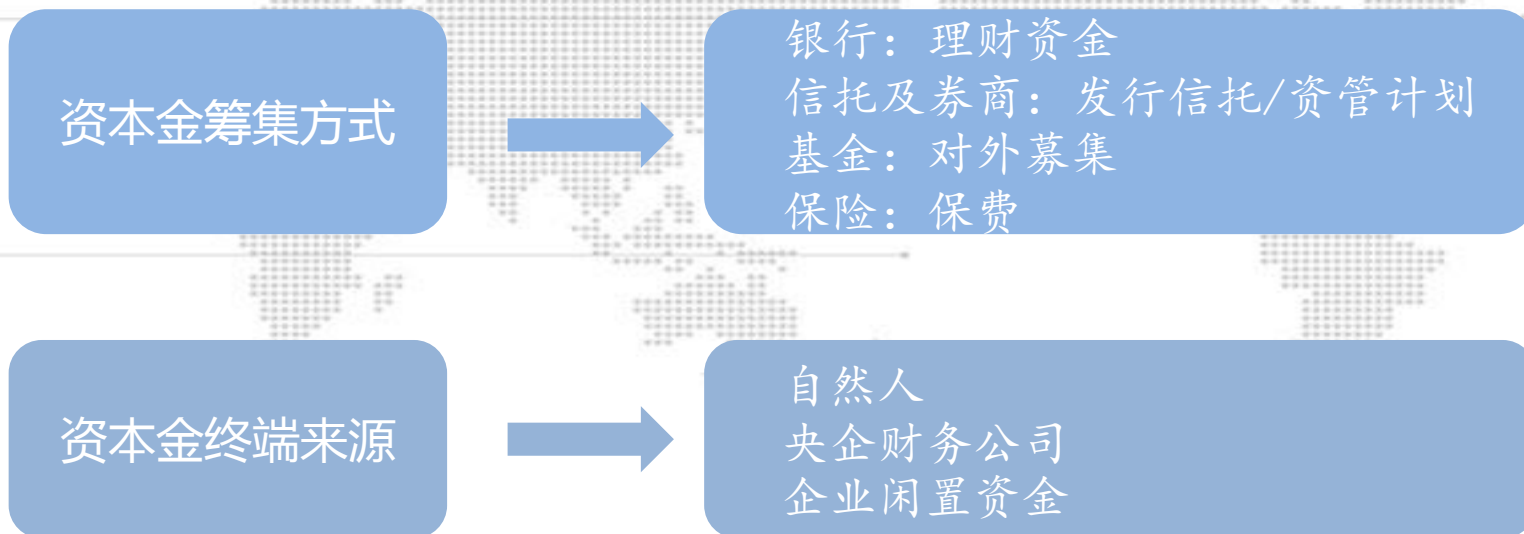 资本金筹集方式
银行：理财资金
信托及券商：发行信托/资管计划
基金：对外募集
保险：保费
资本金终端来源
自然人
央企财务公司
企业闲置资金